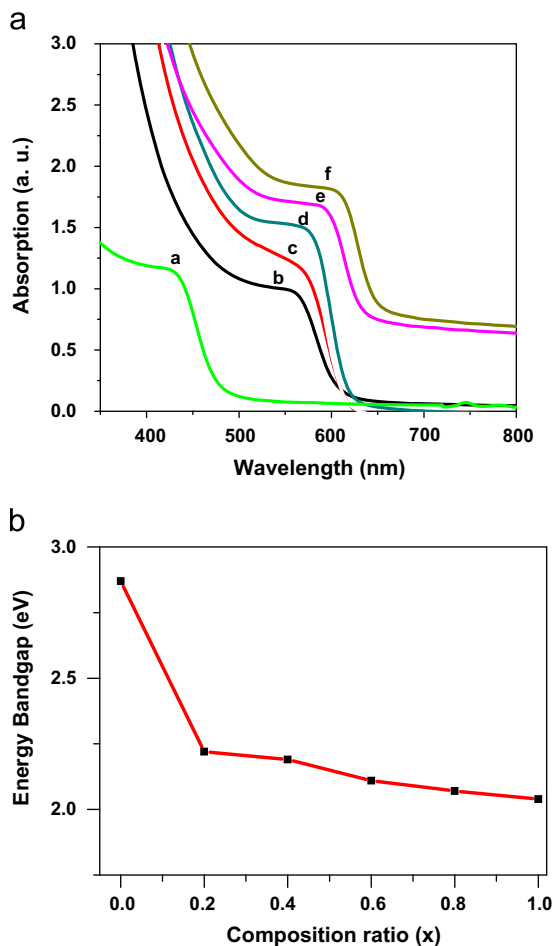 a
3.0
2.5
2.0
1.5
1.0
0.5
0.0
Absorption (a. u.)
a
b
c
d
e
f
400 500 600 700 800
Wavelength (nm)
b
3.0
2.5
2.0
Energy Bandgap (eV)
0.0 0.2 0.4 0.6 0.8 1.0
Composition ratio (x)